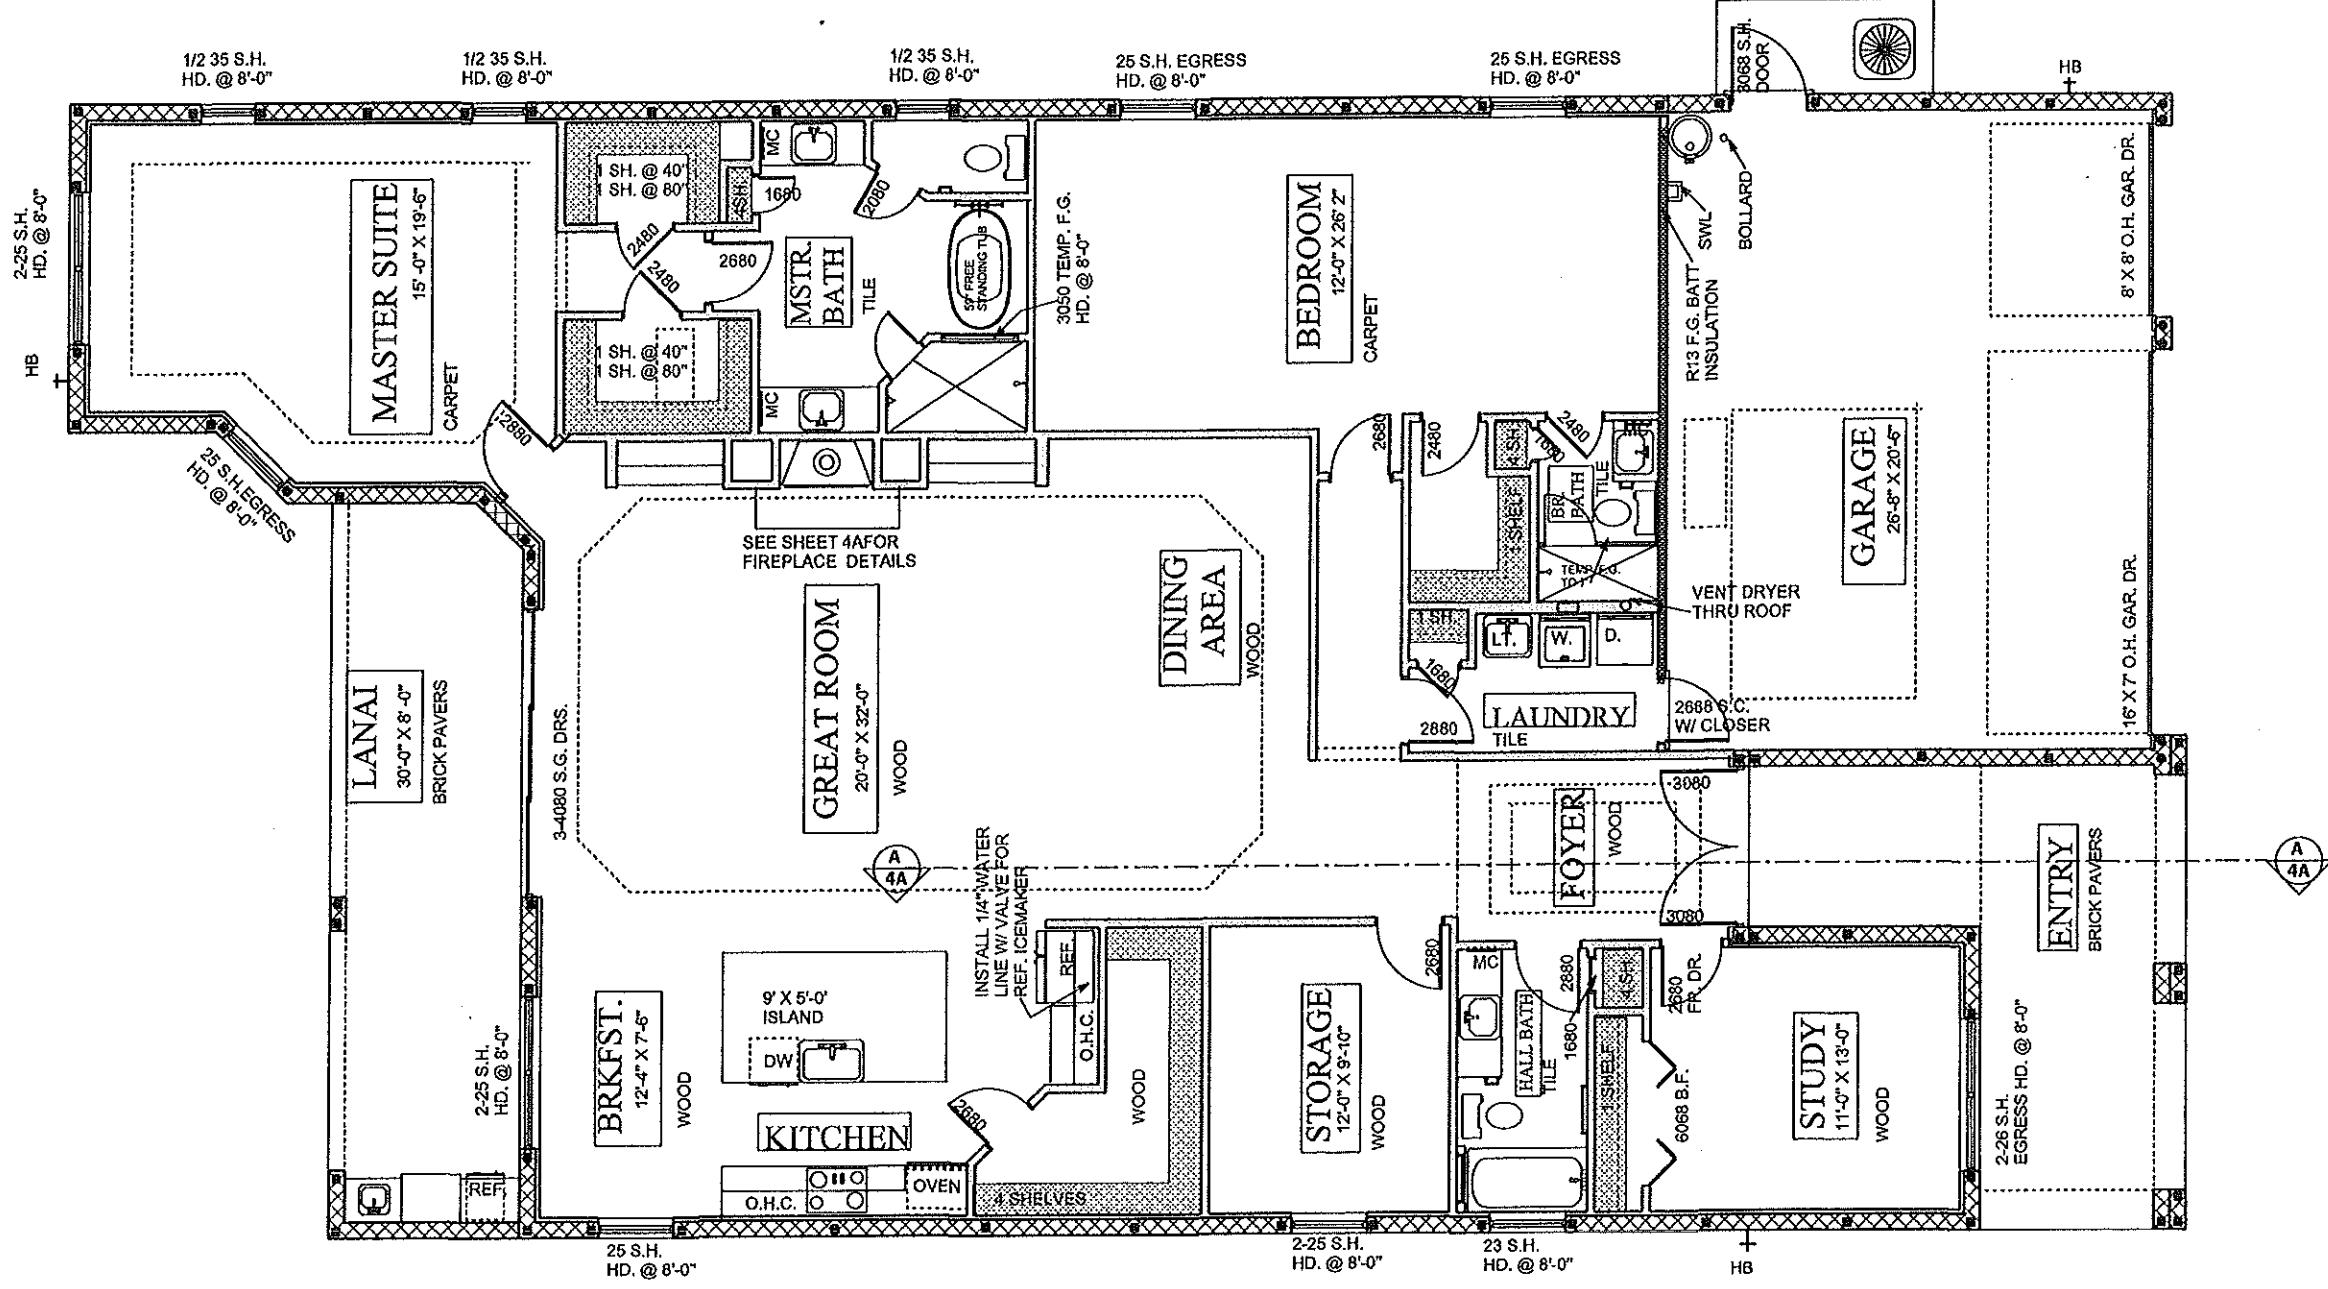 1/2 35 S.H.
HD. @ 8'-0"
1/2 35 S.H.
HD. @ 8'-0"
1/2 35 S.H.
HD. @ 8'-0"
25 S.H. EGRESS
HD. @ 8'-0"
25 S.H. EGRESS
HD. @ 8'-0"
3068 S.H.
DOOR
HB
2-25 S.H.
HD. @ 8'-0"
HB
MASTER SUITE
15'-0" X 19'-6"
CARPET
1 SH. @ 40"
1 SH. @ 80"
4SH.
MC
1680
2080
2480
2480
2680
MSTR.
BATH
TILE
59" FREE
STANDING TUB
3050 TEMP. F.G.
HD. @ 8'-0"
1 SH. @ 40"
1 SH. @ 80"
MC
2880
25 S.H. EGRESS
HD. @ 8'-0"
BEDROOM
12'-0" X 26'2"
CARPET
2680
2480
4 SH.
1680
2480
BR.
BATH
TILE
1 SHELF
SWL
BOLLARD
R13 F.G. BATT
INSULATION
8' X 8' O.H. GAR. DR.
GARAGE
26'-8" X 20'-6"
16' X 7' O.H. GAR. DR.
VENT DRYER
THRU ROOF
SEE SHEET 4AFOR
FIREPLACE DETAILS
LANAI
30'-0" X 8'-0"
BRICK PAVERS
3-4080 S.G. DRS.
GREAT ROOM
20'-0" X 32'-0"
WOOD
DINING
AREA
WOOD
1 SH.
L.T.
W.
D.
1680
2880
LAUNDRY
TILE
2668 S.C.
W/ CLOSER
3080
FOYER
WOOD
3080
ENTRY
BRICK PAVERS
A
4A
A
4A
INSTALL 1/4" WATER
LINE W/ VALVE FOR
REF. ICEMAKER
REF.
O.H.C.
9' X 5'-0'
ISLAND
DW
BRKFST.
12'-4" X 7'-6"
WOOD
2-25 S.H.
HD. @ 8'-0"
KITCHEN
2680
WOOD
O.H.C.
OVEN
4 SHELVES
REF.
STORAGE
12'-0" X 9'-10"
WOOD
2680
MC
HALL BATH
TILE
2880
1680
4 SH.
1 SHELF
6068 B.F.
2680
FR. DR.
STUDY
11'-0" X 13'-0"
WOOD
2-26 S.H.
EGRESS HD. @ 8'-0"
25 S.H.
HD. @ 8'-0"
2-25 S.H.
HD. @ 8'-0"
23 S.H.
HD. @ 8'-0"
HB